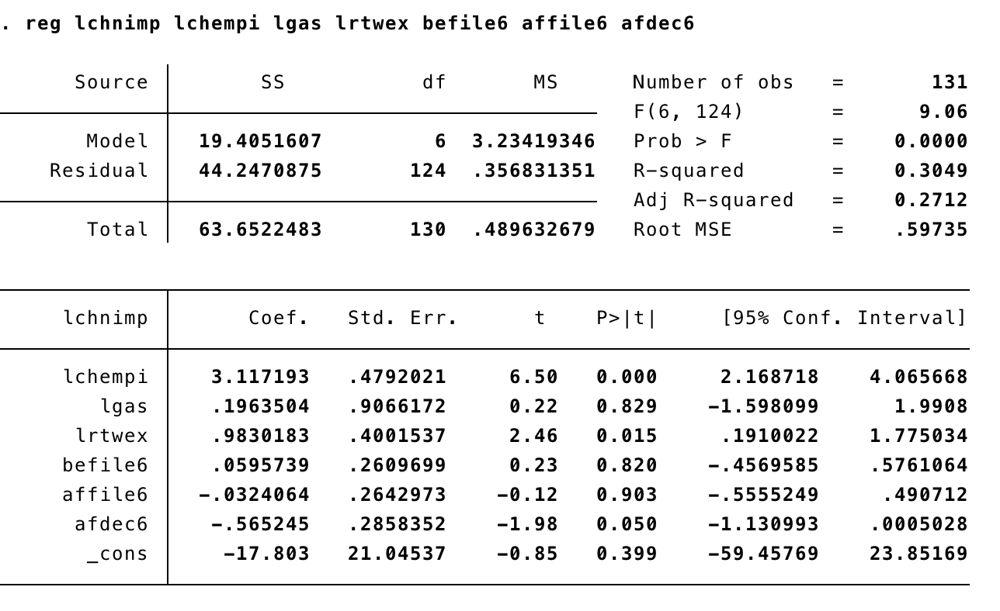 . reg lchnimp lchempi lgas lrtwex befile6 affile6 afdec6
Source SS df MS Number of obs = 131
F(6, 124) = 9.06
Model 19.4051607 6 3.23419346 Prob > F = 0.0000
Residual 44.2470875 124 .356831351 R-squared = 0.3049
Adj R-squared = 0.2712
Total 63.6522483 130 .489632679 Root MSE = .59735
lchnimp Coef. Std. Err. t P>|t| [95% Conf. Interval]
lchempi 3.117193 .4792021 6.50 0.000 2.168718 4.065668
lgas .1963504 .9066172 0.22 0.829 -1.598099 1.9908
lrtwex .9830183 .4001537 2.46 0.015 .1910022 1.775034
befile6 .0595739 .2609699 0.23 0.820 -.4569585 .5761064
affile6 -.0324064 .2642973 -0.12 0.903 -.5555249 .490712
afdec6 -.565245 .2858352 -1.98 0.050 -1.130993 .0005028
_cons -17.803 21.04537 -0.85 0.399 -59.45769 23.85169